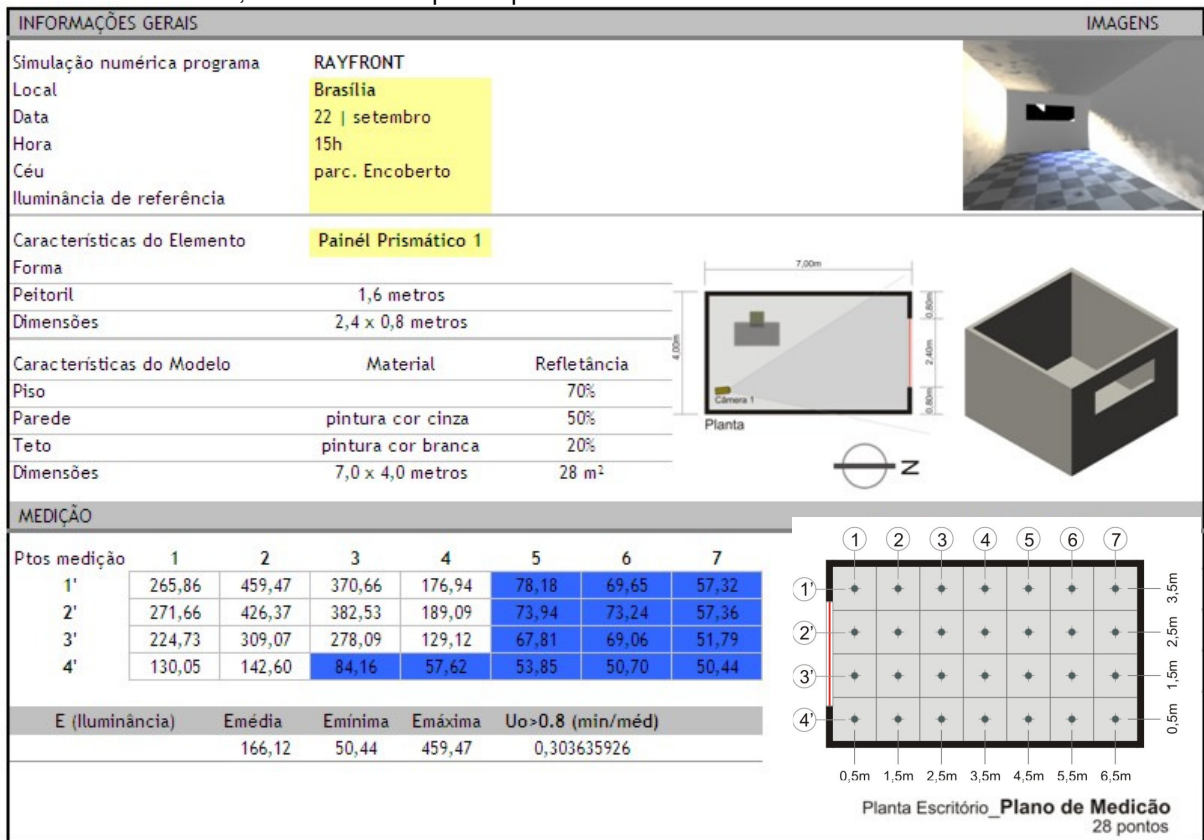 INFORMAÇÕES GERAIS IMAGENS
Simulação numérica programa RAYFRONT
Local Brasília
Data 22 | setembro
Hora 15h
Céu parc. Encoberto
Iluminância de referência
Características do Elemento Painél Prismático 1
Forma
Peitoril 1,6 metros
Dimensões 2,4 x 0,8 metros
Características do Modelo Material Refletância
Piso 70%
Parede pintura cor cinza 50%
Teto pintura cor branca 20%
Dimensões 7,0 x 4,0 metros 28 m²
7,00m
4,00m
0,80m
2,40m
0,80m
Câmera 1
Planta
N
MEDIÇÃO
Ptos medição 1 2 3 4 5 6 7
1' 265,86 459,47 370,66 176,94 78,18 69,65 57,32
2' 271,66 426,37 382,53 189,09 73,94 73,24 57,36
3' 224,73 309,07 278,09 129,12 67,81 69,06 51,79
4' 130,05 142,60 84,16 57,62 53,85 50,70 50,44
E (Iluminância) Emédia Emínima Emáxima Uo>0.8 (min/méd)
166,12 50,44 459,47 0,303635926
1 2 3 4 5 6 7
1' 3,5m
2' 2,5m
3' 1,5m
4' 0,5m
0,5m 1,5m 2,5m 3,5m 4,5m 5,5m 6,5m
Planta Escritório_Plano de Medicão
28 pontos